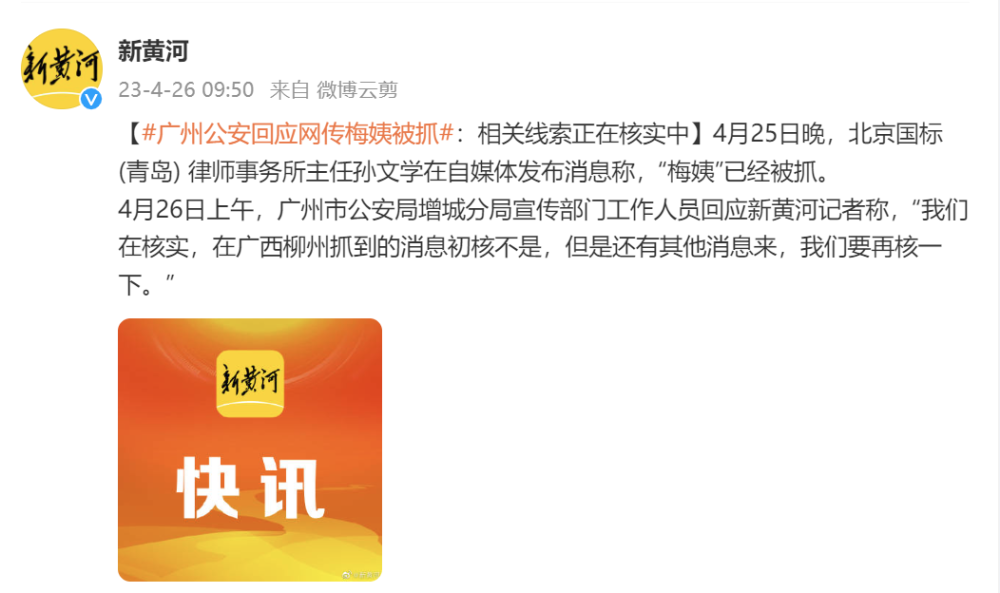 新黄河
新黄河
23-4-26 09:50 来自 微博云剪
【#广州公安回应网传梅姨被抓#：相关线索正在核实中】4月25日晚，北京国标
(青岛) 律师事务所主任孙文学在自媒体发布消息称，“梅姨”已经被抓。
4月26日上午，广州市公安局增城分局宣传部门工作人员回应新黄河记者称，“我们
在核实，在广西柳州抓到的消息初核不是，但是还有其他消息来，我们要再核一
下。”
新黄河
快讯